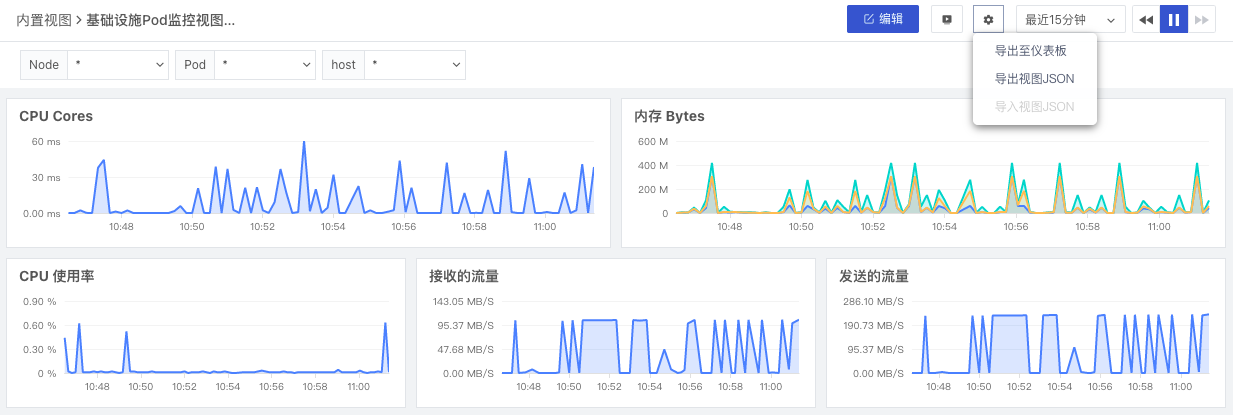 内置视图 > 基础设施Pod监控视图...
编辑
最近15分钟
导出至仪表板
导出视图JSON
导入视图JSON
Node *
Pod *
host *
CPU Cores
60 ms
30 ms
0.00 ms
10:48 10:50 10:52 10:54 10:56 10:58 11:00
内存 Bytes
600 M
400 M
200 M
0
10:48 10:50 10:52 10:54 10:56 10:58 11:00
CPU 使用率
0.90 %
0.60 %
0.30 %
0 %
10:48 10:50 10:52 10:54 10:56 10:58 11:00
接收的流量
143.05 MB/S
95.37 MB/S
47.68 MB/S
0.00 MB/S
10:48 10:50 10:52 10:54 10:56 10:58 11:00
发送的流量
286.10 MB/S
190.73 MB/S
95.37 MB/S
0.00 MB/S
10:48 10:50 10:52 10:54 10:56 10:58 11:00